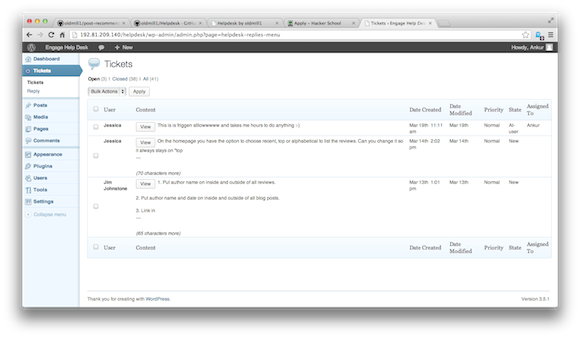 oldmill1/post-recommen
oldmill1/Helpdesk - GitHu
Helpdesk by oldmill1
Apply – Hacker School
Tickets ‹ Engage Help Desk
192.81.209.140/helpdesk/wp-admin/admin.php?page=helpdesk-replies-menu
Engage Help Desk 0 + New Howdy, Ankur
Dashboard
Tickets
Tickets
Reply
Posts
Media
Pages
Comments
Appearance
Plugins
Users
Tools
Settings
Collapse menu
Tickets
Open (3) | Closed (38) | All (41)
Bulk Actions Apply
User Content Date Created Date Modified Priority State Assigned To
Jessica View This is is friggen sllowwwww and takes me hours to do anything :-) Mar 19th 11:11 am Mar 19th Normal At-user Ankur
Jessica View On the homepage you have the option to choose recent, top or alphabetical to list the reviews. Can you change it so Mar 14th 2:02 pm Mar 14th Normal New
it always stays on "top
...
(70 characters more)
Jim Johnstone View 1. Put author name on inside and outside of all reviews. Mar 13th 1:01 pm Mar 13th Normal New
2. Put author name and date on inside and outside of all blog posts.
3. Link in
...
(65 characters more)
User Content Date Created Date Modified Priority State Assigned To
Thank you for creating with WordPress. Version 3.5.1